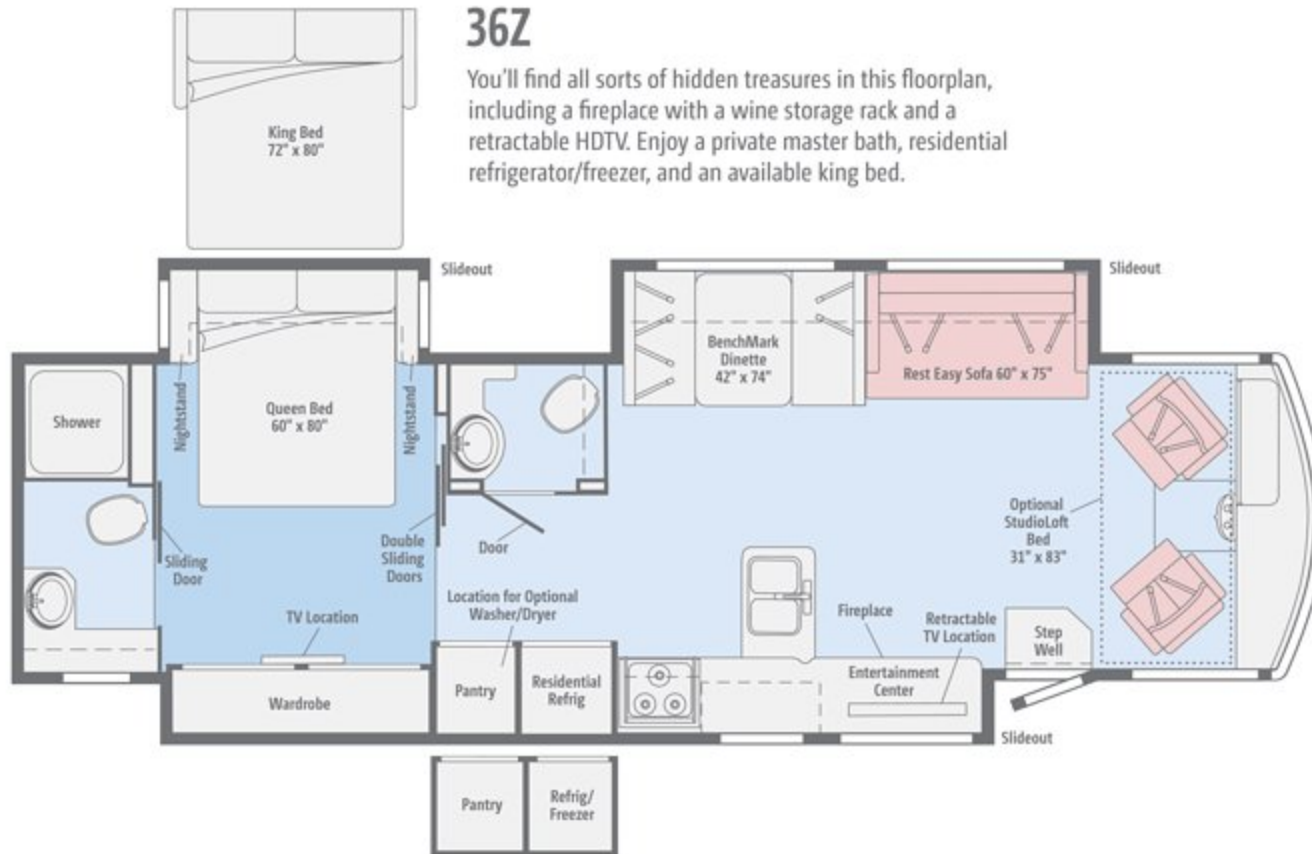 36Z
You'll find all sorts of hidden treasures in this floorplan,
including a fireplace with a wine storage rack and a
retractable HDTV. Enjoy a private master bath, residential
refrigerator/freezer, and an available king bed.
King Bed
72" x 80"
Slideout
Slideout
Shower
Nightstand
Queen Bed
60" x 80"
Nightstand
BenchMark
Dinette
42" x 74"
Rest Easy Sofa 60" x 75"
Sliding
Door
Double
Sliding
Doors
Door
Optional
StudioLoft
Bed
31" x 83"
TV Location
Location for Optional
Washer/Dryer
Fireplace
Retractable
TV Location
Step
Well
Wardrobe
Pantry
Residential
Refrig
Entertainment
Center
Slideout
Pantry
Refrig/
Freezer